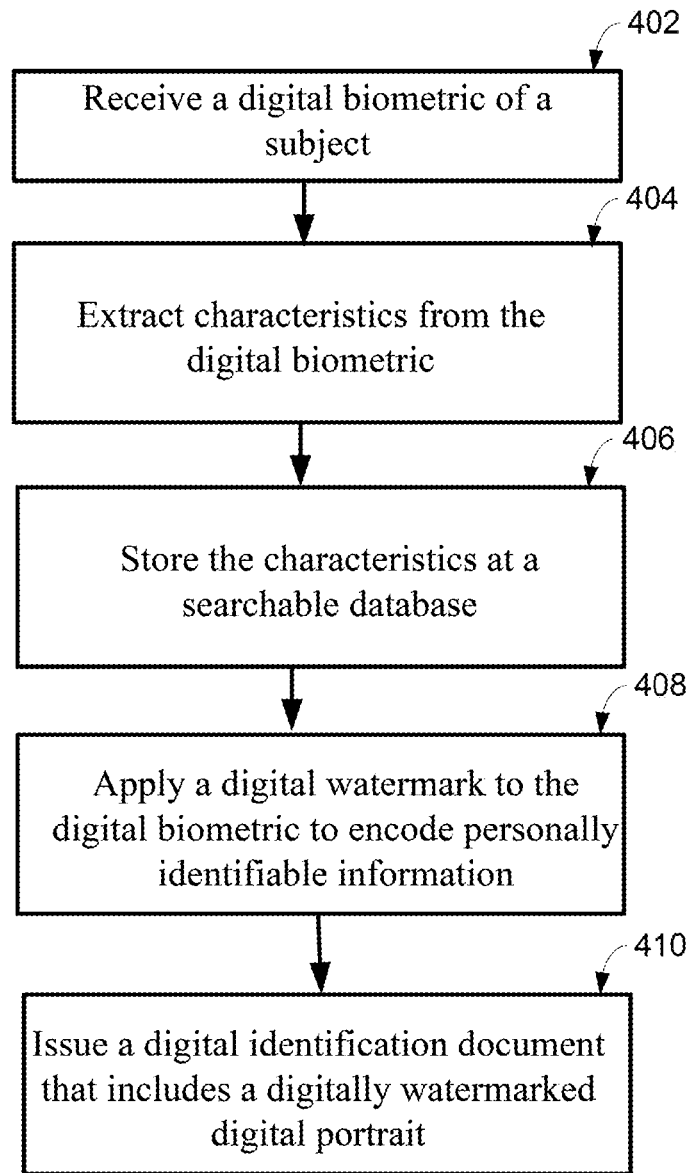 402
Receive a digital biometric of a
subject
404
Extract characteristics from the
digital biometric
406
Store the characteristics at a
searchable database
408
Apply a digital watermark to the
digital biometric to encode personally
identifiable information
410
Issue a digital identification document
that includes a digitally watermarked
digital portrait